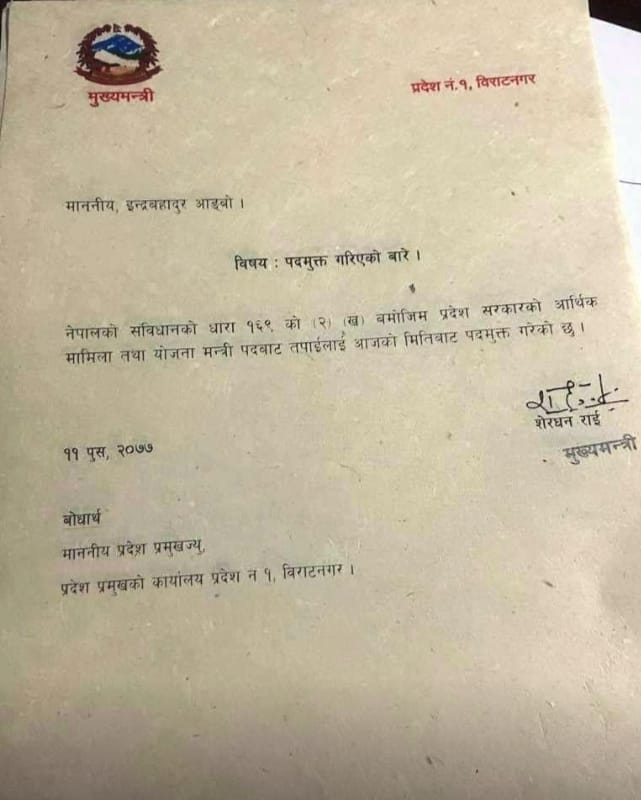 मुख्यमन्त्री
प्रदेश नं.१, विराटनगर
माननीय, इन्द्रबहादुर आङ्बो ।
विषय : पदमुक्त गरिएको बारे ।
नेपालको संविधानको धारा १६९ को (२) (ख) बमोजिम प्रदेश सरकारको आर्थिक
मामिला तथा योजना मन्त्री पदबाट तपाईलाई आजको मितिबाट पदमुक्त गरेको छु ।
शेरधन राई
मुख्यमन्त्री
११ पुस, २०७७
बोधार्थ
माननीय प्रदेश प्रमुखज्यु,
प्रदेश प्रमुखको कार्यालय प्रदेश नं १, विराटनगर ।